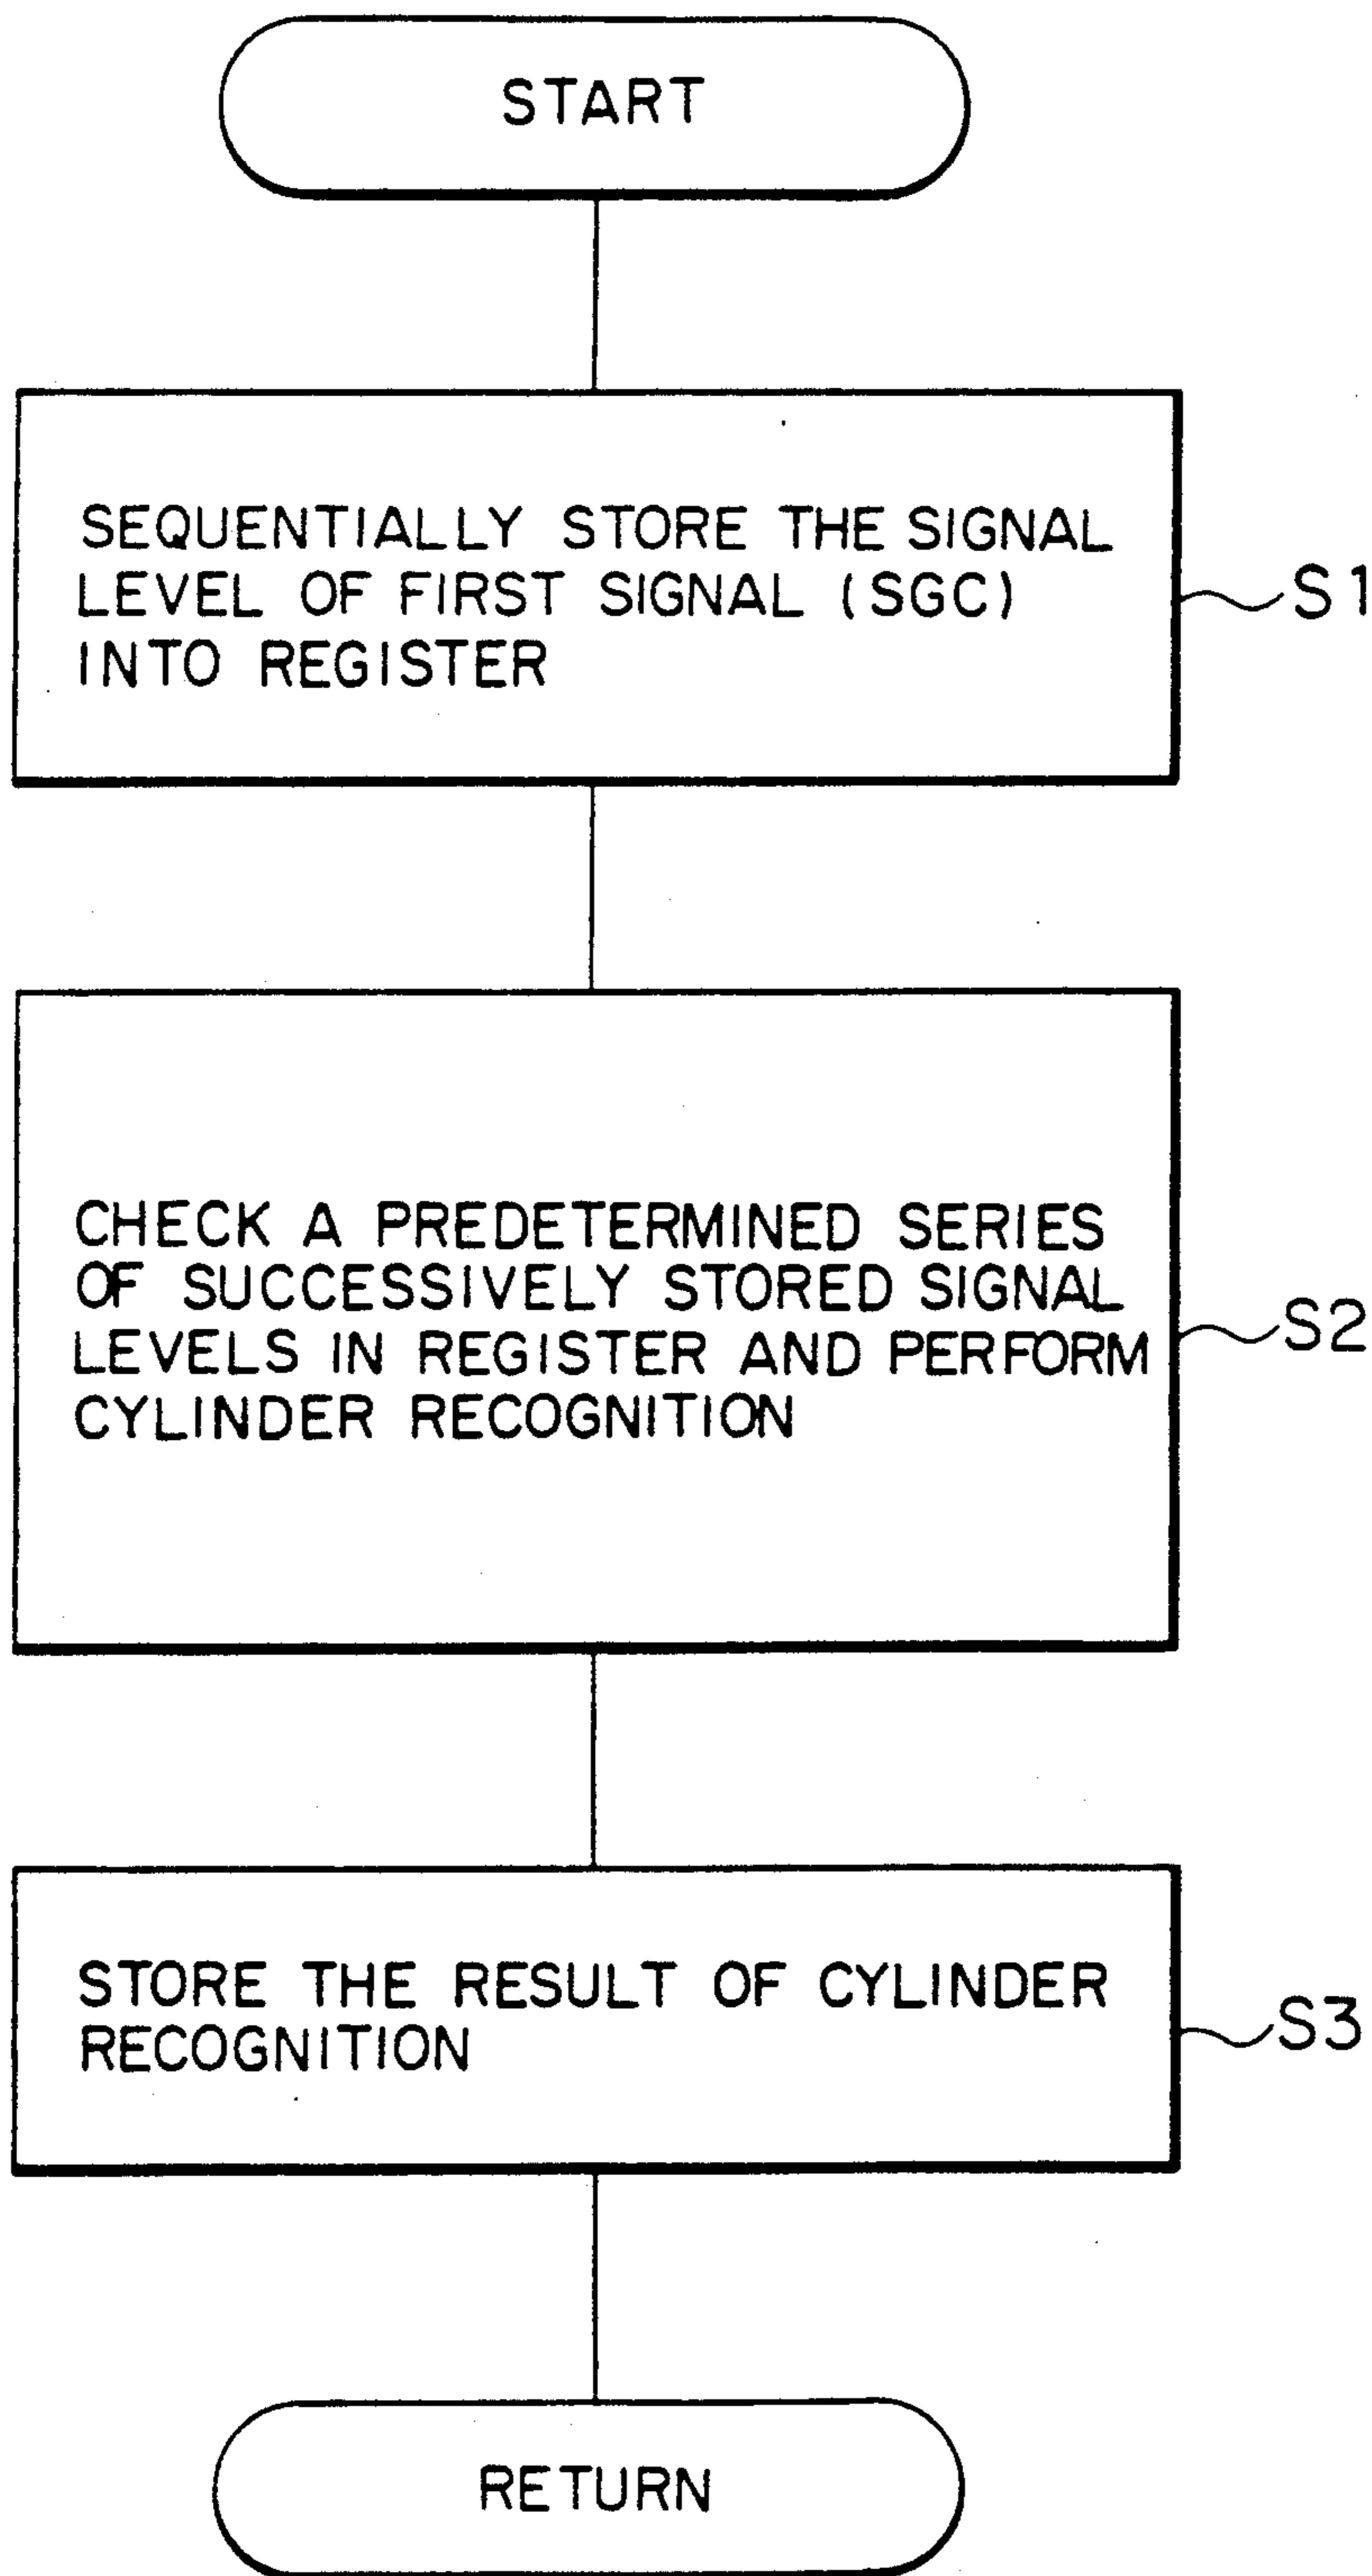 START
SEQUENTIALLY STORE THE SIGNAL
LEVEL OF FIRST SIGNAL (SGC)
INTO REGISTER
S1
CHECK A PREDETERMINED SERIES
OF SUCCESSIVELY STORED SIGNAL
LEVELS IN REGISTER AND PERFORM
CYLINDER RECOGNITION
S2
STORE THE RESULT OF CYLINDER
RECOGNITION
S3
RETURN